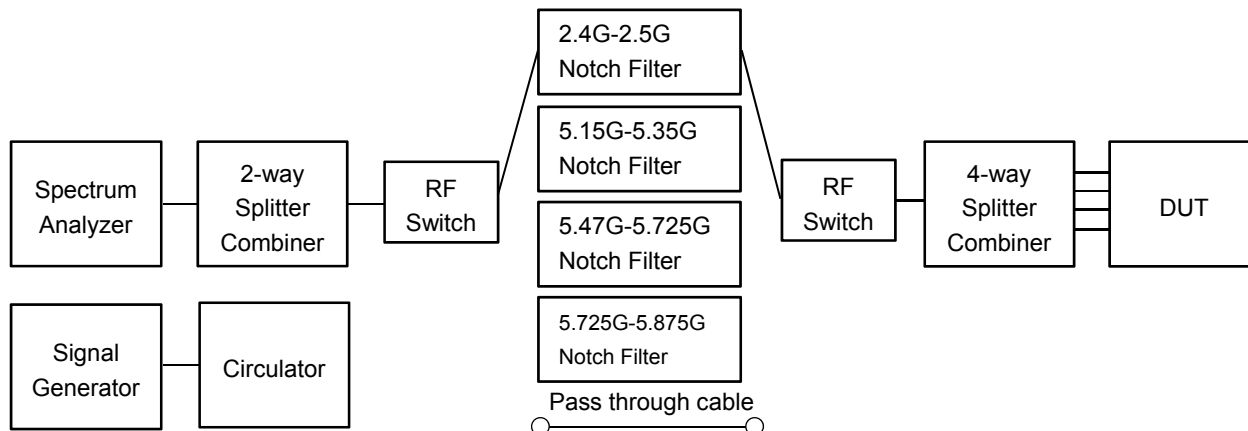 2.4G-2.5G
Notch Filter
5.15G-5.35G
Notch Filter
5.47G-5.725G
Notch Filter
5.725G-5.875G
Notch Filter
Pass through cable
Spectrum
Analyzer
2-way
Splitter
Combiner
RF
Switch
RF
Switch
4-way
Splitter
Combiner
DUT
Signal
Generator
Circulator